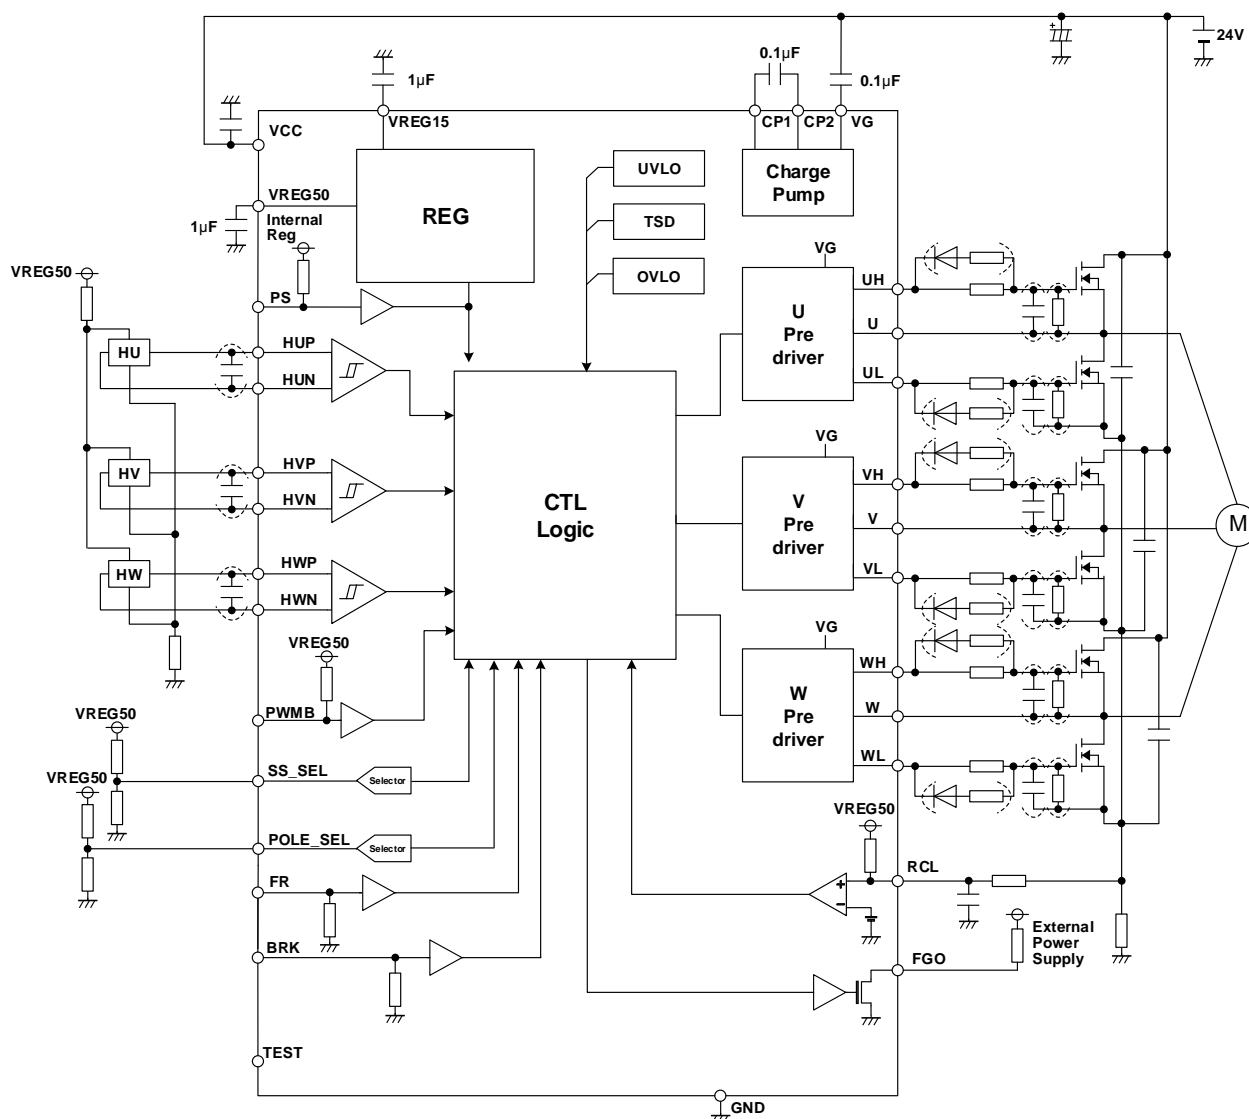 24V
0.1µF
1µF
0.1µF
VREG15
CP1
CP2
VG
VCC
UVLO
Charge
Pump
VREG50
REG
TSD
1µF
Internal
Reg
VG
OVLO
VREG50
UH
PS
U
Pre
driver
U
HUP
HU
HUN
UL
VG
HVP
VH
HV
HVN
CTL
Logic
V
Pre
driver
V
HWP
VL
HW
HWN
VG
VREG50
WH
W
Pre
driver
W
PWMB
VREG50
WL
SS_SEL
Selector
VREG50
VREG50
POLE_SEL
Selector
RCL
FR
+
−
External
Power
Supply
BRK
FGO
TEST
GND
M
+